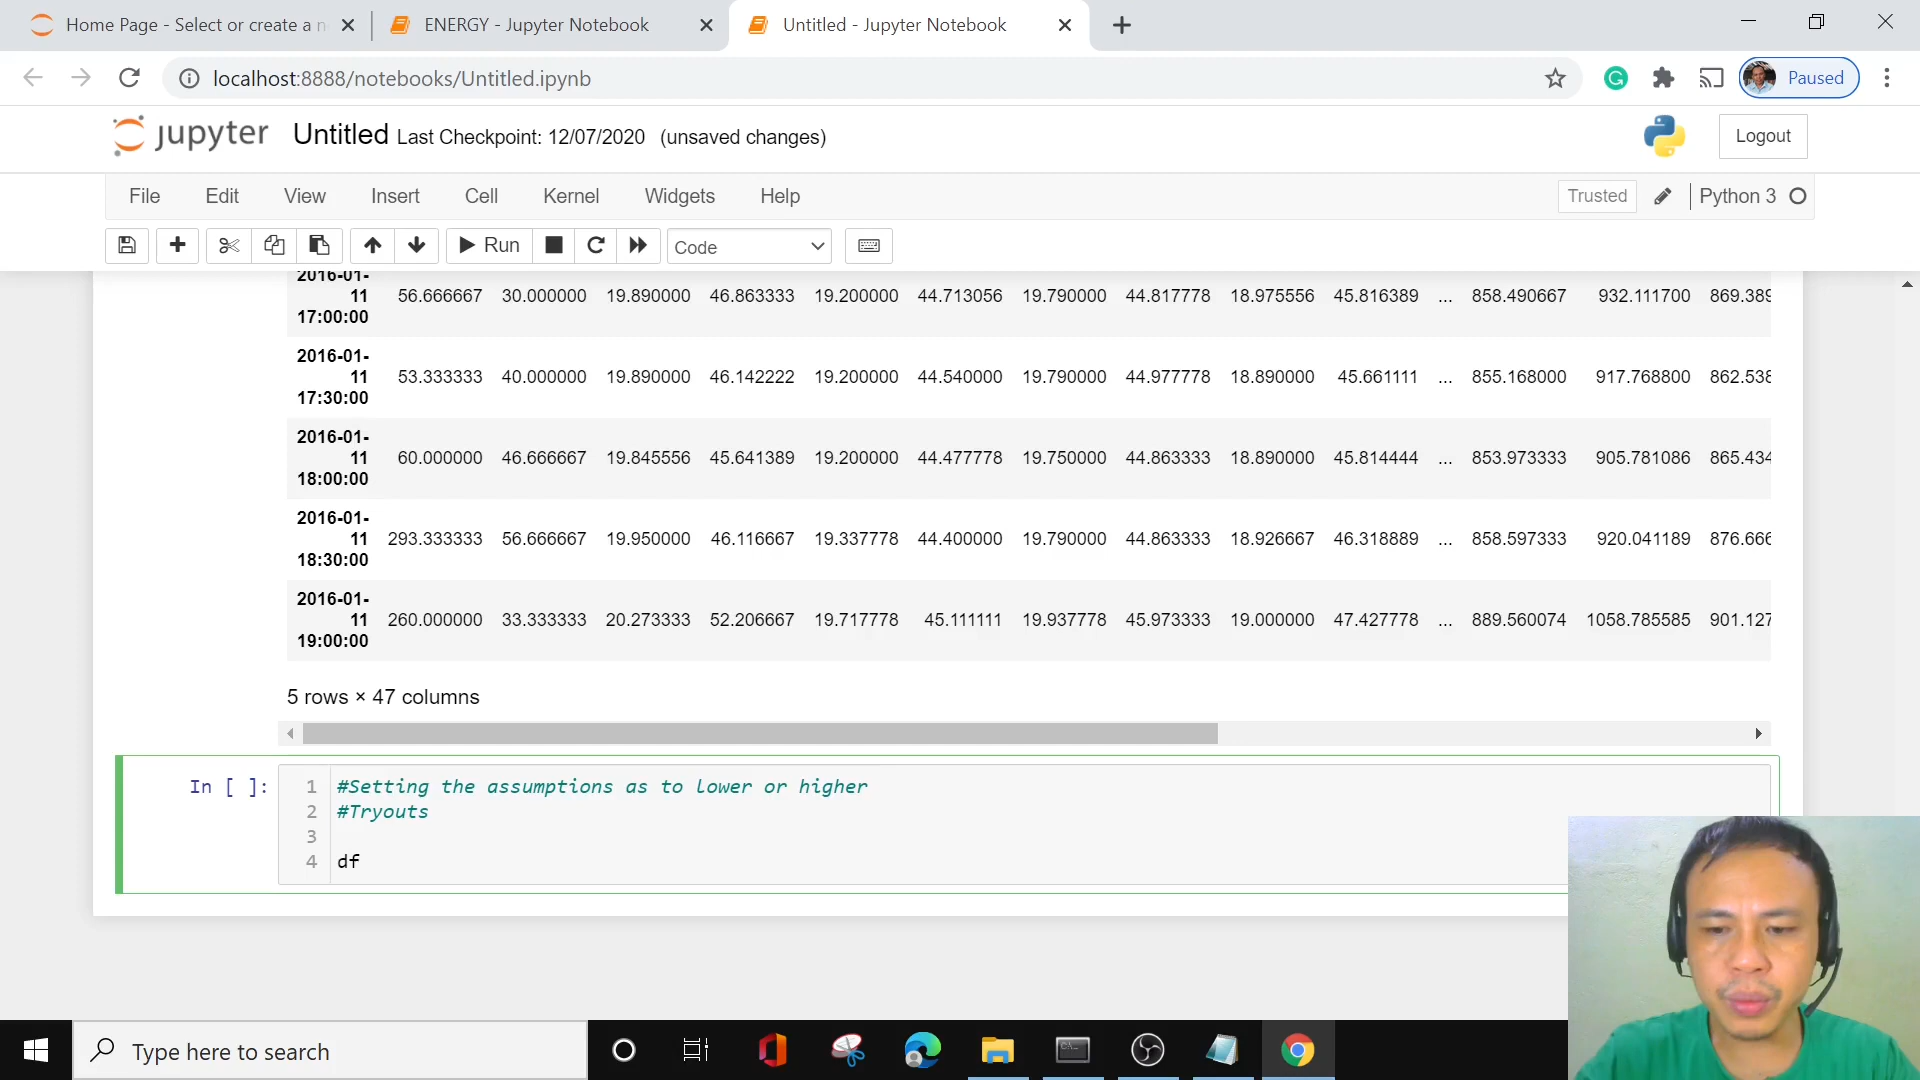 Home Page - Select or create a n
ENERGY - Jupyter Notebook
Untitled - Jupyter Notebook
localhost:8888/notebooks/Untitled.ipynb
Paused
jupyter Untitled Last Checkpoint: 12/07/2020 (unsaved changes)
Logout
File Edit View Insert Cell Kernel Widgets Help
Trusted Python 3
Run Code
2016-01-
11 56.666667 30.000000 19.890000 46.863333 19.200000 44.713056 19.790000 44.817778 18.975556 45.816389 ... 858.490667 932.111700 869.389
17:00:00
2016-01-
11 53.333333 40.000000 19.890000 46.142222 19.200000 44.540000 19.790000 44.977778 18.890000 45.661111 ... 855.168000 917.768800 862.538
17:30:00
2016-01-
11 60.000000 46.666667 19.845556 45.641389 19.200000 44.477778 19.750000 44.863333 18.890000 45.814444 ... 853.973333 905.781086 865.434
18:00:00
2016-01-
11 293.333333 56.666667 19.950000 46.116667 19.337778 44.400000 19.790000 44.863333 18.926667 46.318889 ... 858.597333 920.041189 876.666
18:30:00
2016-01-
11 260.000000 33.333333 20.273333 52.206667 19.717778 45.111111 19.937778 45.973333 19.000000 47.427778 ... 889.560074 1058.785585 901.127
19:00:00
5 rows × 47 columns
In [ ]: 1 #Setting the assumptions as to lower or higher
2 #Tryouts
3
4 df
Type here to search